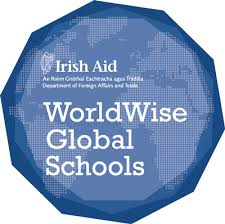 Irish Aid
An Roinn Gnóthaí Eachtracha agus Trádála
Department of Foreign Affairs and Trade
WorldWise
Global
Schools